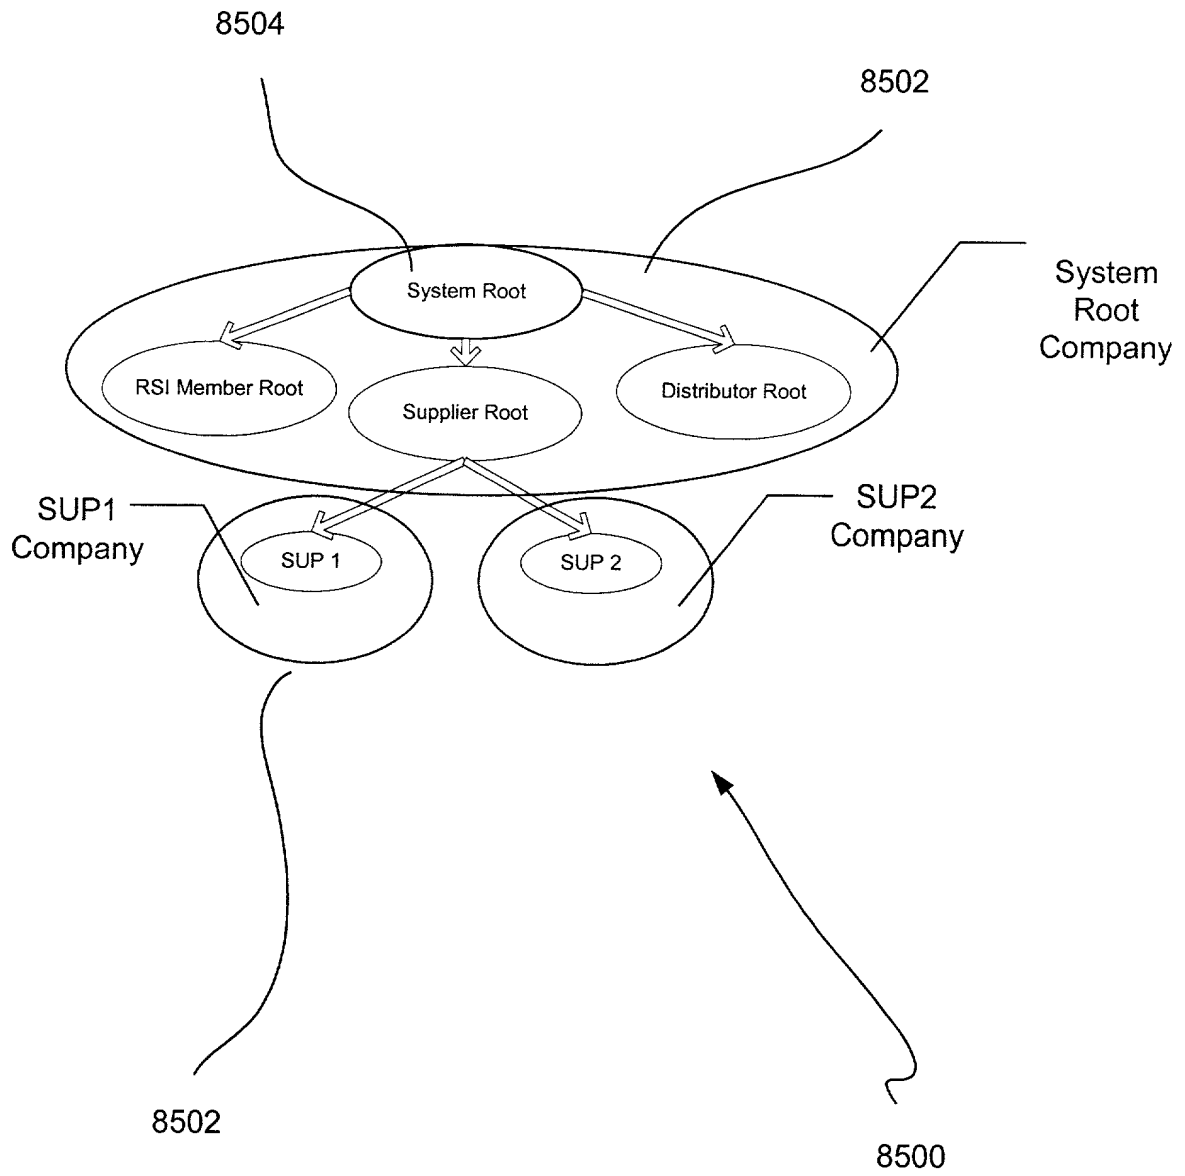 8504
8502
System Root
System
Root
Company
RSI Member Root
Supplier Root
Distributor Root
SUP1
Company
SUP2
Company
SUP 1
SUP 2
8502
8500